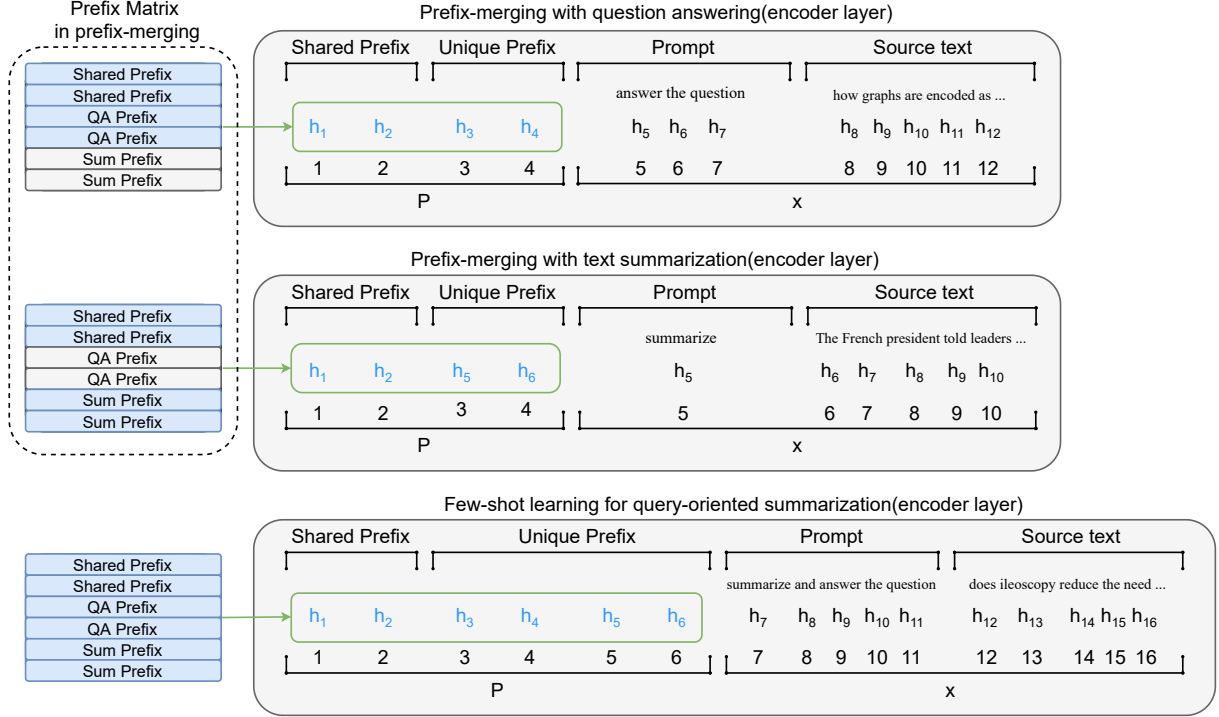 Prefix Matrix
in prefix-merging
Shared Prefix
Shared Prefix
QA Prefix
QA Prefix
Sum Prefix
Sum Prefix
Prefix-merging with question answering(encoder layer)
Shared Prefix Unique Prefix Prompt Source text
answer the question how graphs are encoded as ...
h1 h2 h3 h4 h5 h6 h7 h8 h9 h10 h11 h12
1 2 3 4 5 6 7 8 9 10 11 12
P x
Shared Prefix
Shared Prefix
QA Prefix
QA Prefix
Sum Prefix
Sum Prefix
Prefix-merging with text summarization(encoder layer)
Shared Prefix Unique Prefix Prompt Source text
summarize The French president told leaders ...
h1 h2 h5 h6 h5 h6 h7 h8 h9 h10
1 2 3 4 5 6 7 8 9 10
P x
Shared Prefix
Shared Prefix
QA Prefix
QA Prefix
Sum Prefix
Sum Prefix
Few-shot learning for query-oriented summarization(encoder layer)
Shared Prefix Unique Prefix Prompt Source text
summarize and answer the question does ileoscopy reduce the need ...
h1 h2 h3 h4 h5 h6 h7 h8 h9 h10 h11 h12 h13 h14 h15 h16
1 2 3 4 5 6 7 8 9 10 11 12 13 14 15 16
P x